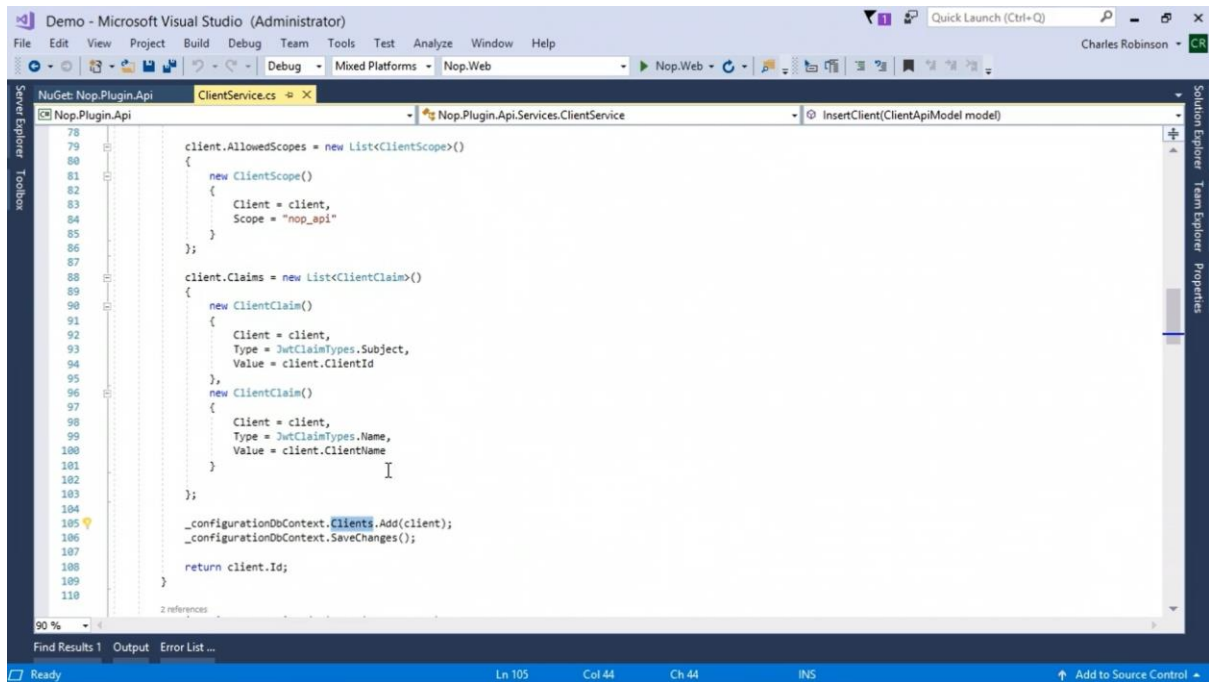 Demo - Microsoft Visual Studio (Administrator)
1
Quick Launch (Ctrl+Q)
File Edit View Project Build Debug Team Tools Test Analyze Window Help
Charles Robinson CR
Debug Mixed Platforms Nop.Web Nop.Web
Server Explorer
Toolbox
NuGet: Nop.Plugin.Api ClientService.cs
C# Nop.Plugin.Api Nop.Plugin.Api.Services.ClientService InsertClient(ClientApiModel model)
78
79 client.AllowedScopes = new List<ClientScope>()
80 {
81 new ClientScope()
82 {
83 Client = client,
84 Scope = "nop_api"
85 }
86 };
87
88 client.Claims = new List<ClientClaim>()
89 {
90 new ClientClaim()
91 {
92 Client = client,
93 Type = JwtClaimTypes.Subject,
94 Value = client.ClientId
95 },
96 new ClientClaim()
97 {
98 Client = client,
99 Type = JwtClaimTypes.Name,
100 Value = client.ClientName
101 }
102
103 };
104
105 _configurationDbContext.Clients.Add(client);
106 _configurationDbContext.SaveChanges();
107
108 return client.Id;
109 }
110
2 references
90 %
Solution Explorer
Team Explorer
Properties
Find Results 1 Output Error List ...
Ready Ln 105 Col 44 Ch 44 INS Add to Source Control